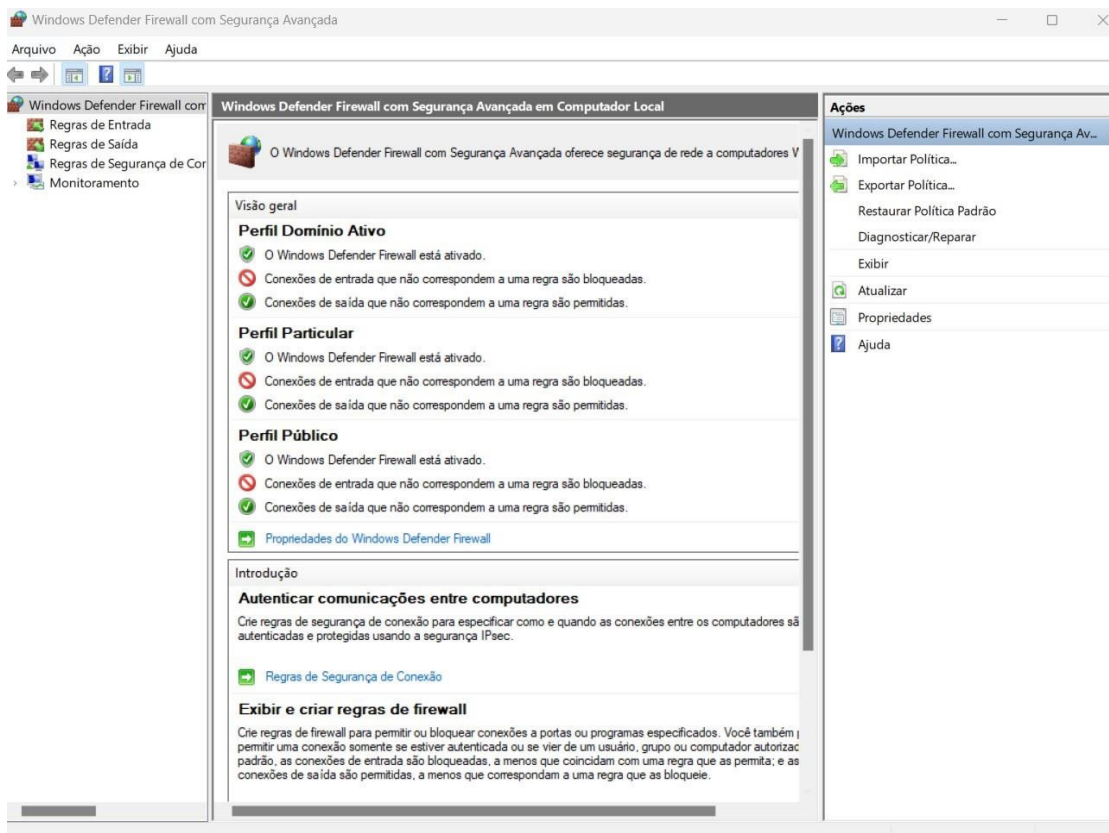 Windows Defender Firewall com Segurança Avançada
Arquivo Ação Exibir Ajuda
Windows Defender Firewall com
Regras de Entrada
Regras de Saída
Regras de Segurança de Cor
Monitoramento
Windows Defender Firewall com Segurança Avançada em Computador Local
O Windows Defender Firewall com Segurança Avançada oferece segurança de rede a computadores W
Visão geral
Perfil Domínio Ativo
O Windows Defender Firewall está ativado.
Conexões de entrada que não correspondem a uma regra são bloqueadas.
Conexões de saída que não correspondem a uma regra são permitidas.
Perfil Particular
O Windows Defender Firewall está ativado.
Conexões de entrada que não correspondem a uma regra são bloqueadas.
Conexões de saída que não correspondem a uma regra são permitidas.
Perfil Público
O Windows Defender Firewall está ativado.
Conexões de entrada que não correspondem a uma regra são bloqueadas.
Conexões de saída que não correspondem a uma regra são permitidas.
Propriedades do Windows Defender Firewall
Introdução
Autenticar comunicações entre computadores
Crie regras de segurança de conexão para especificar como e quando as conexões entre os computadores sã
autenticadas e protegidas usando a segurança IPsec.
Regras de Segurança de Conexão
Exibir e criar regras de firewall
Crie regras de firewall para permitir ou bloquear conexões a portas ou programas especificados. Você também p
permitir uma conexão somente se estiver autenticada ou se vier de um usuário, grupo ou computador autorizad
padrão, as conexões de entrada são bloqueadas, a menos que coincidam com uma regra que as permita; e as
conexões de saída são permitidas, a menos que correspondam a uma regra que as bloqueie.
Ações
Windows Defender Firewall com Segurança Av...
Importar Política...
Exportar Política...
Restaurar Política Padrão
Diagnosticar/Reparar
Exibir
Atualizar
Propriedades
Ajuda